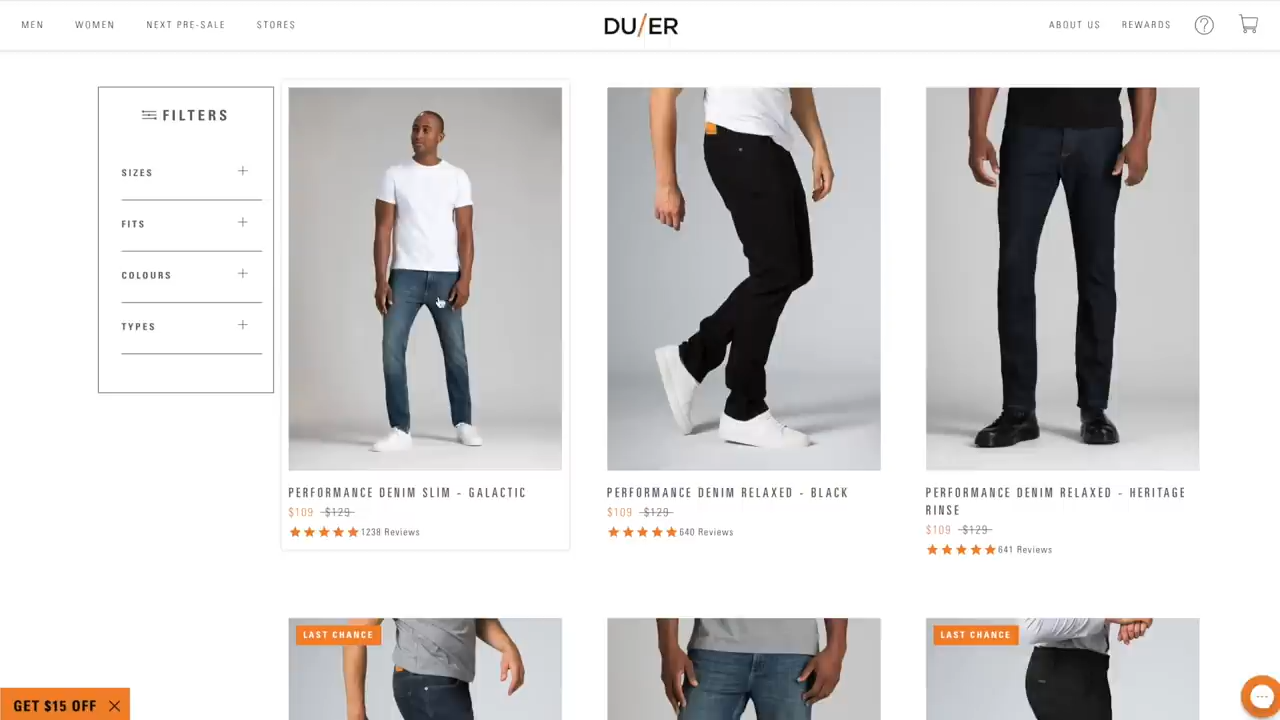 MEN WOMEN NEXT PRE-SALE STORES DU/ER ABOUT US REWARDS ?
FILTERS
SIZES +
FITS +
COLOURS +
TYPES +
PERFORMANCE DENIM SLIM - GALACTIC
$109 $129
1238 Reviews
PERFORMANCE DENIM RELAXED - BLACK
$109 $129
640 Reviews
PERFORMANCE DENIM RELAXED - HERITAGE
RINSE
$109 $129
641 Reviews
LAST CHANCE
LAST CHANCE
GET $15 OFF